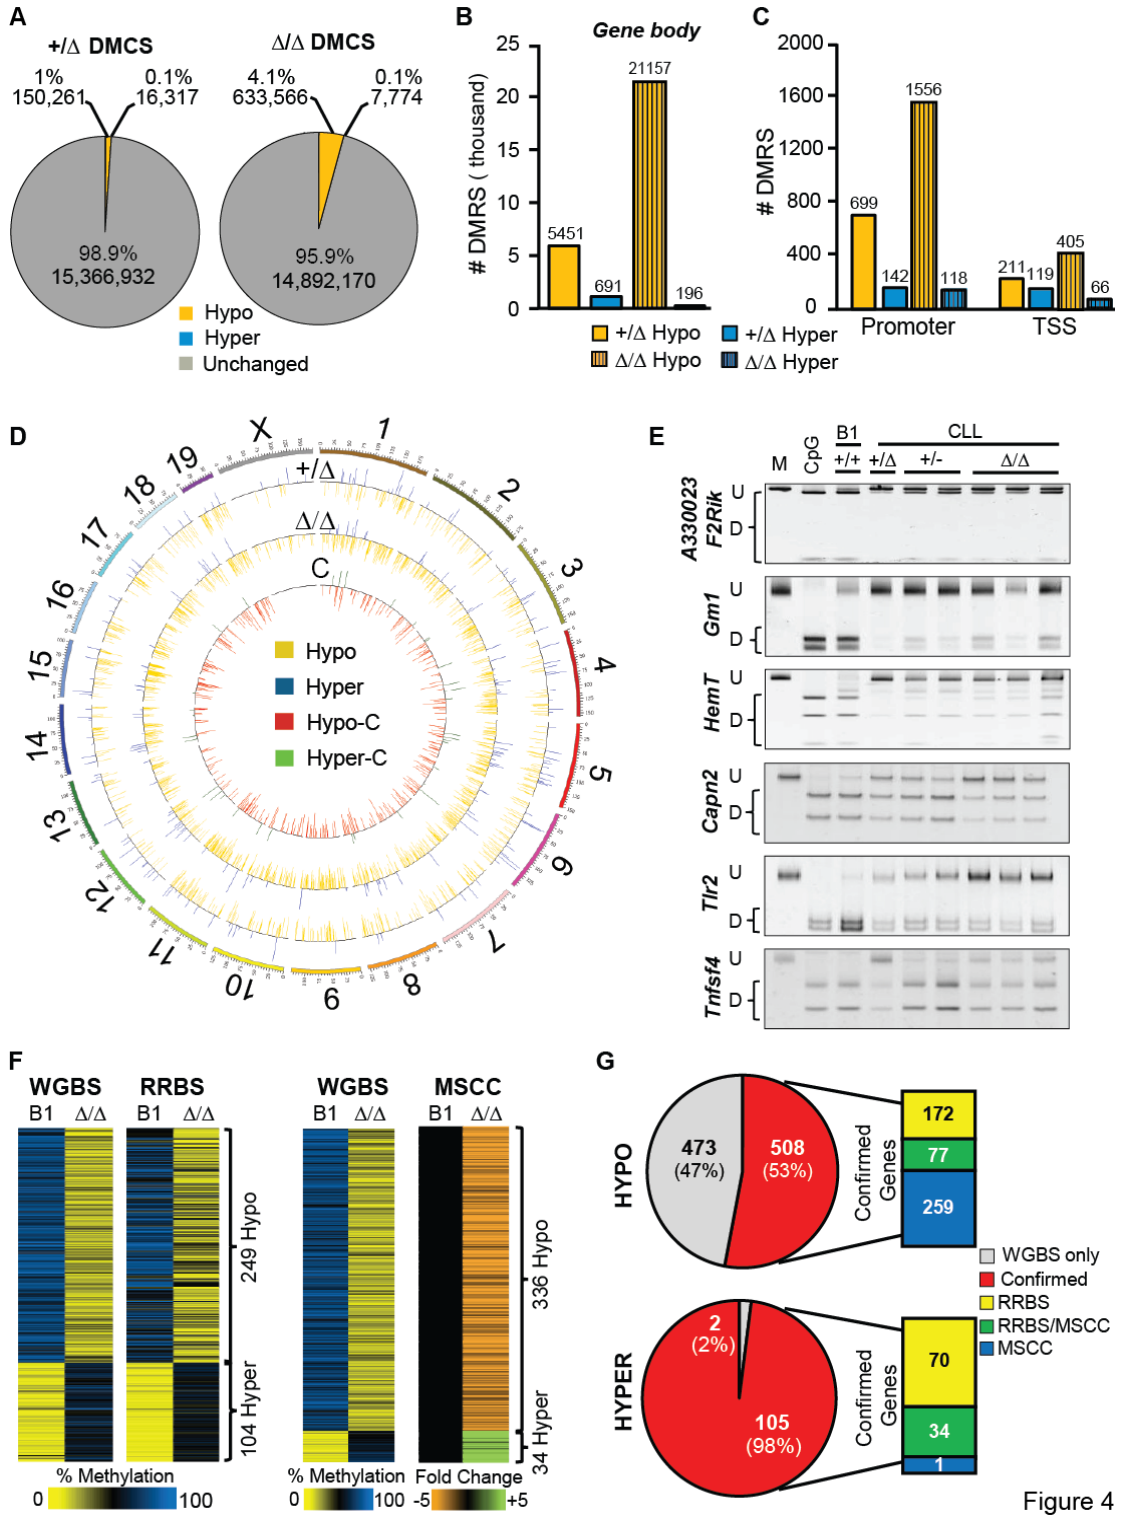 A
+/Δ DMCS
Δ/Δ DMCS
1%
150,261
0.1%
16,317
4.1%
633,566
0.1%
7,774
98.9%
15,366,932
95.9%
14,892,170
Hypo
Hyper
Unchanged
B
Gene body
# DMRS ( thousand)
25
20
15
10
5
0
5451
691
21157
196
C
# DMRS
2000
1600
1200
800
400
0
699
142
1556
118
211
119
405
66
Promoter
TSS
+/Δ Hypo
+/Δ Hyper
Δ/Δ Hypo
Δ/Δ Hyper
D
X
1
2
3
4
5
6
7
8
9
10
11
12
13
14
15
16
17
18
19
+/Δ
Δ/Δ
C
Hypo
Hyper
Hypo-C
Hyper-C
E
B1
CLL
M
CpG
+/+
+/Δ
+/-
Δ/Δ
A330023
F2Rik
U
D
Gm1
U
D
HemT
U
D
Capn2
U
D
Tlr2
U
D
Tnfsf4
U
D
F
WGBS
RRBS
B1
Δ/Δ
B1
Δ/Δ
249 Hypo
104 Hyper
% Methylation
0
100
WGBS
MSCC
B1
Δ/Δ
Δ/Δ
336 Hypo
34 Hyper
% Methylation
0
100
Fold Change
-5
+5
G
HYPO
473
(47%)
508
(53%)
Confirmed
Genes
172
77
259
WGBS only
Confirmed
RRBS
RRBS/MSCC
MSCC
HYPER
2
(2%)
105
(98%)
Confirmed
Genes
70
34
1
Figure 4